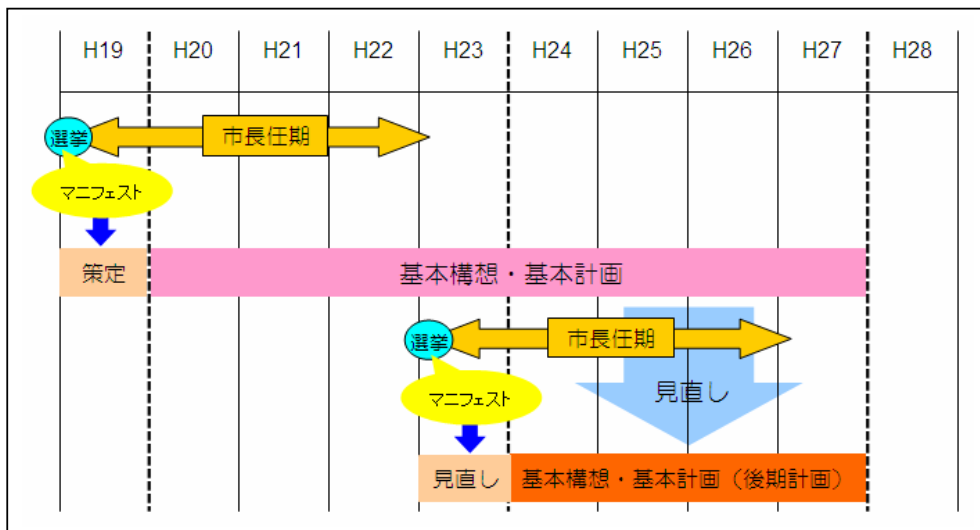 H19 H20 H21 H22 H23 H24 H25 H26 H27 H28
選挙 市長任期
マニフェスト
策定 基本構想・基本計画
選挙 市長任期
見直し
マニフェスト
見直し 基本構想・基本計画（後期計画）